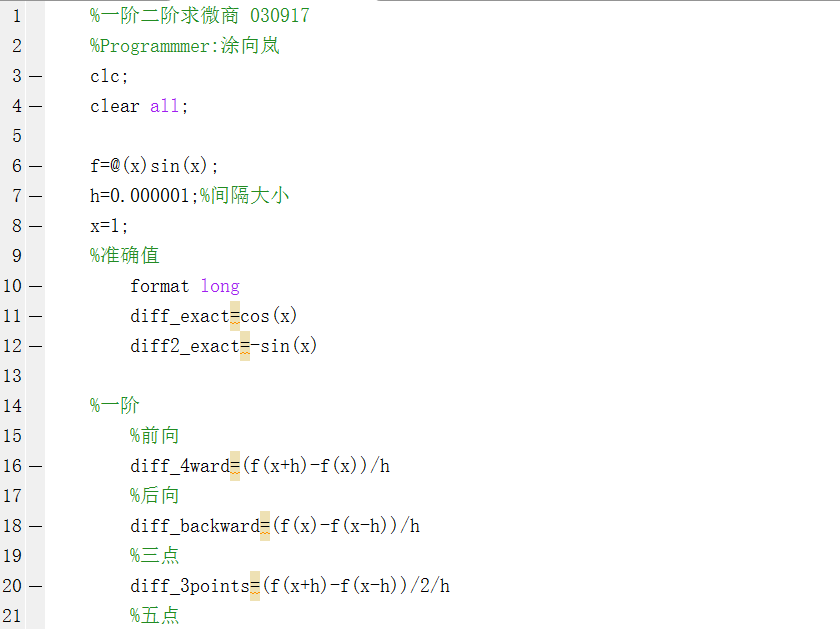 1 %一阶二阶求微商 030917
2 %Programmmer:涂向岚
3 — clc;
4 — clear all;
5
6 — f=@(x)sin(x);
7 — h=0.000001;%间隔大小
8 — x=1;
9 %准确值
10 — format long
11 — diff_exact=cos(x)
12 — diff2_exact=-sin(x)
13
14 %一阶
15 %前向
16 — diff_4ward=(f(x+h)-f(x))/h
17 %后向
18 — diff_backward=(f(x)-f(x-h))/h
19 %三点
20 — diff_3points=(f(x+h)-f(x-h))/2/h
21 %五点